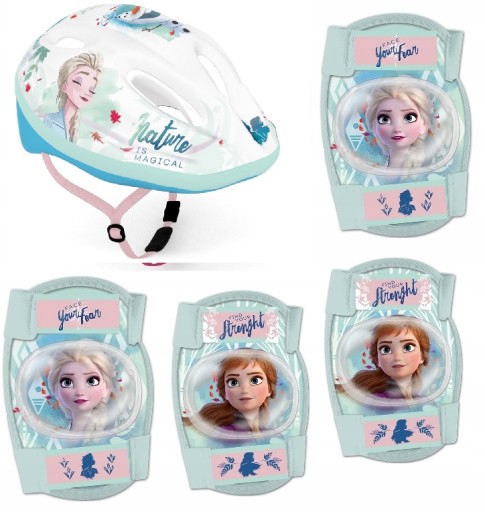 Nature
IS
MAGICAL
FACE
Your Fear
FACE
Your Fear
FIND
YOUR
Strenght
FIND
YOUR
Strenght